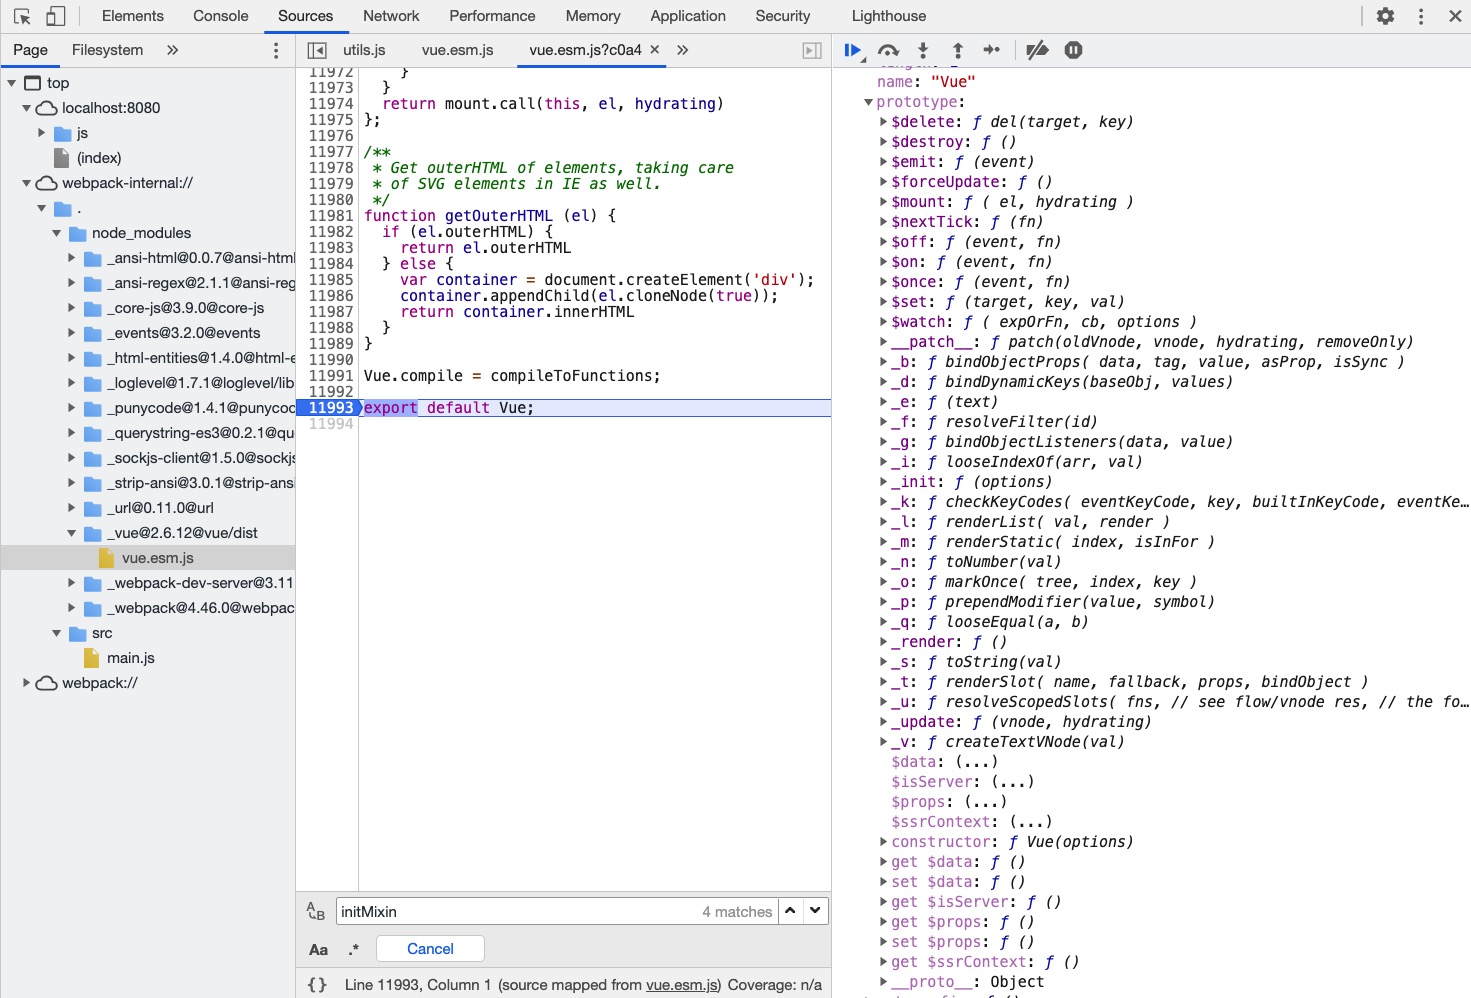 Elements Console Sources Network Performance Memory Application Security Lighthouse
Page Filesystem »
utils.js vue.esm.js vue.esm.js?c0a4 × »
top
localhost:8080
js
(index)
webpack-internal://
.
node_modules
_ansi-html@0.0.7@ansi-html
_ansi-regex@2.1.1@ansi-reg
_core-js@3.9.0@core-js
_events@3.2.0@events
_html-entities@1.4.0@html-e
_loglevel@1.7.1@loglevel/lib
_punycode@1.4.1@punycoc
_querystring-es3@0.2.1@qu
_sockjs-client@1.5.0@sockjs
_strip-ansi@3.0.1@strip-ansi
_url@0.11.0@url
_vue@2.6.12@vue/dist
vue.esm.js
_webpack-dev-server@3.11
_webpack@4.46.0@webpac
src
main.js
webpack://
11972 }
11973 }
11974 return mount.call(this, el, hydrating)
11975 };
11976
11977 /**
11978 * Get outerHTML of elements, taking care
11979 * of SVG elements in IE as well.
11980 */
11981 function getOuterHTML (el) {
11982 if (el.outerHTML) {
11983 return el.outerHTML
11984 } else {
11985 var container = document.createElement('div');
11986 container.appendChild(el.cloneNode(true));
11987 return container.innerHTML
11988 }
11989 }
11990
11991 Vue.compile = compileToFunctions;
11992
11993 export default Vue;
11994
initMixin 4 matches
Aa .* Cancel
{} Line 11993, Column 1 (source mapped from vue.esm.js) Coverage: n/a
name: "Vue"
prototype:
$delete: ƒ del(target, key)
$destroy: ƒ ()
$emit: ƒ (event)
$forceUpdate: ƒ ()
$mount: ƒ ( el, hydrating )
$nextTick: ƒ (fn)
$off: ƒ (event, fn)
$on: ƒ (event, fn)
$once: ƒ (event, fn)
$set: ƒ (target, key, val)
$watch: ƒ ( expOrFn, cb, options )
__patch__: ƒ patch(oldVnode, vnode, hydrating, removeOnly)
_b: ƒ bindObjectProps( data, tag, value, asProp, isSync )
_d: ƒ bindDynamicKeys(baseObj, values)
_e: ƒ (text)
_f: ƒ resolveFilter(id)
_g: ƒ bindObjectListeners(data, value)
_i: ƒ looseIndexOf(arr, val)
_init: ƒ (options)
_k: ƒ checkKeyCodes( eventKeyCode, key, builtInKeyCode, eventKe…
_l: ƒ renderList( val, render )
_m: ƒ renderStatic( index, isInFor )
_n: ƒ toNumber(val)
_o: ƒ markOnce( tree, index, key )
_p: ƒ prependModifier(value, symbol)
_q: ƒ looseEqual(a, b)
_render: ƒ ()
_s: ƒ toString(val)
_t: ƒ renderSlot( name, fallback, props, bindObject )
_u: ƒ resolveScopedSlots( fns, // see flow/vnode res, // the fo…
_update: ƒ (vnode, hydrating)
_v: ƒ createTextVNode(val)
$data: (...)
$isServer: (...)
$props: (...)
$ssrContext: (...)
constructor: ƒ Vue(options)
get $data: ƒ ()
set $data: ƒ ()
get $isServer: ƒ ()
get $props: ƒ ()
set $props: ƒ ()
get $ssrContext: ƒ ()
__proto__: Object